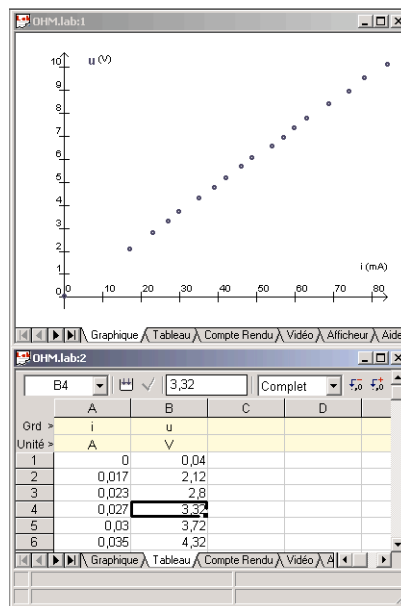 OHM.lab:1
u (V)
10
9
8
7
6
5
4
3
2
1
0
i (mA)
0 10 20 30 40 50 60 70 80
Graphique Tableau Compte Rendu Vidéo Afficheur Aide
OHM.lab:2
B4 3,32 Complet
A B C D
Grd > i u
Unité > A V
1 0 0,04
2 0,017 2,12
3 0,023 2,8
4 0,027 3,32
5 0,03 3,72
6 0,035 4,32
Graphique Tableau Compte Rendu Vidéo A